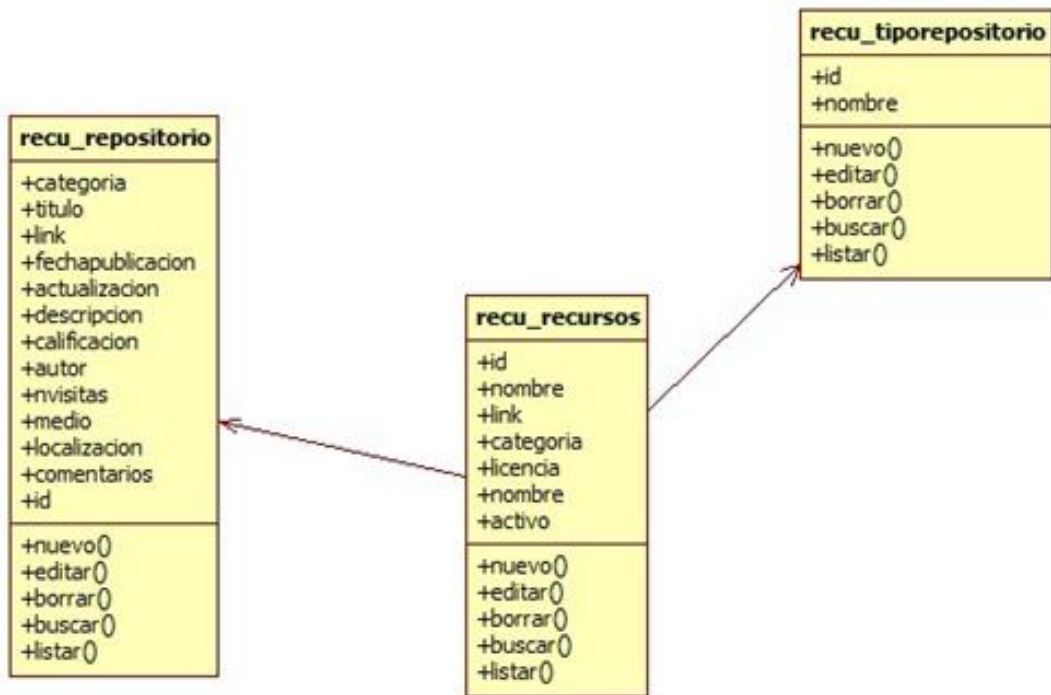 recu_repositorio
+categoria
+titulo
+link
+fechapublicacion
+actualizacion
+descripcion
+calificacion
+autor
+nvisitas
+medio
+localizacion
+comentarios
+id
+nuevo()
+editar()
+borrar()
+buscar()
+listar()
recu_recursos
+id
+nombre
+link
+categoria
+licencia
+nombre
+activo
+nuevo()
+editar()
+borrar()
+buscar()
+listar()
recu_tiporepositorio
+id
+nombre
+nuevo()
+editar()
+borrar()
+buscar()
+listar()